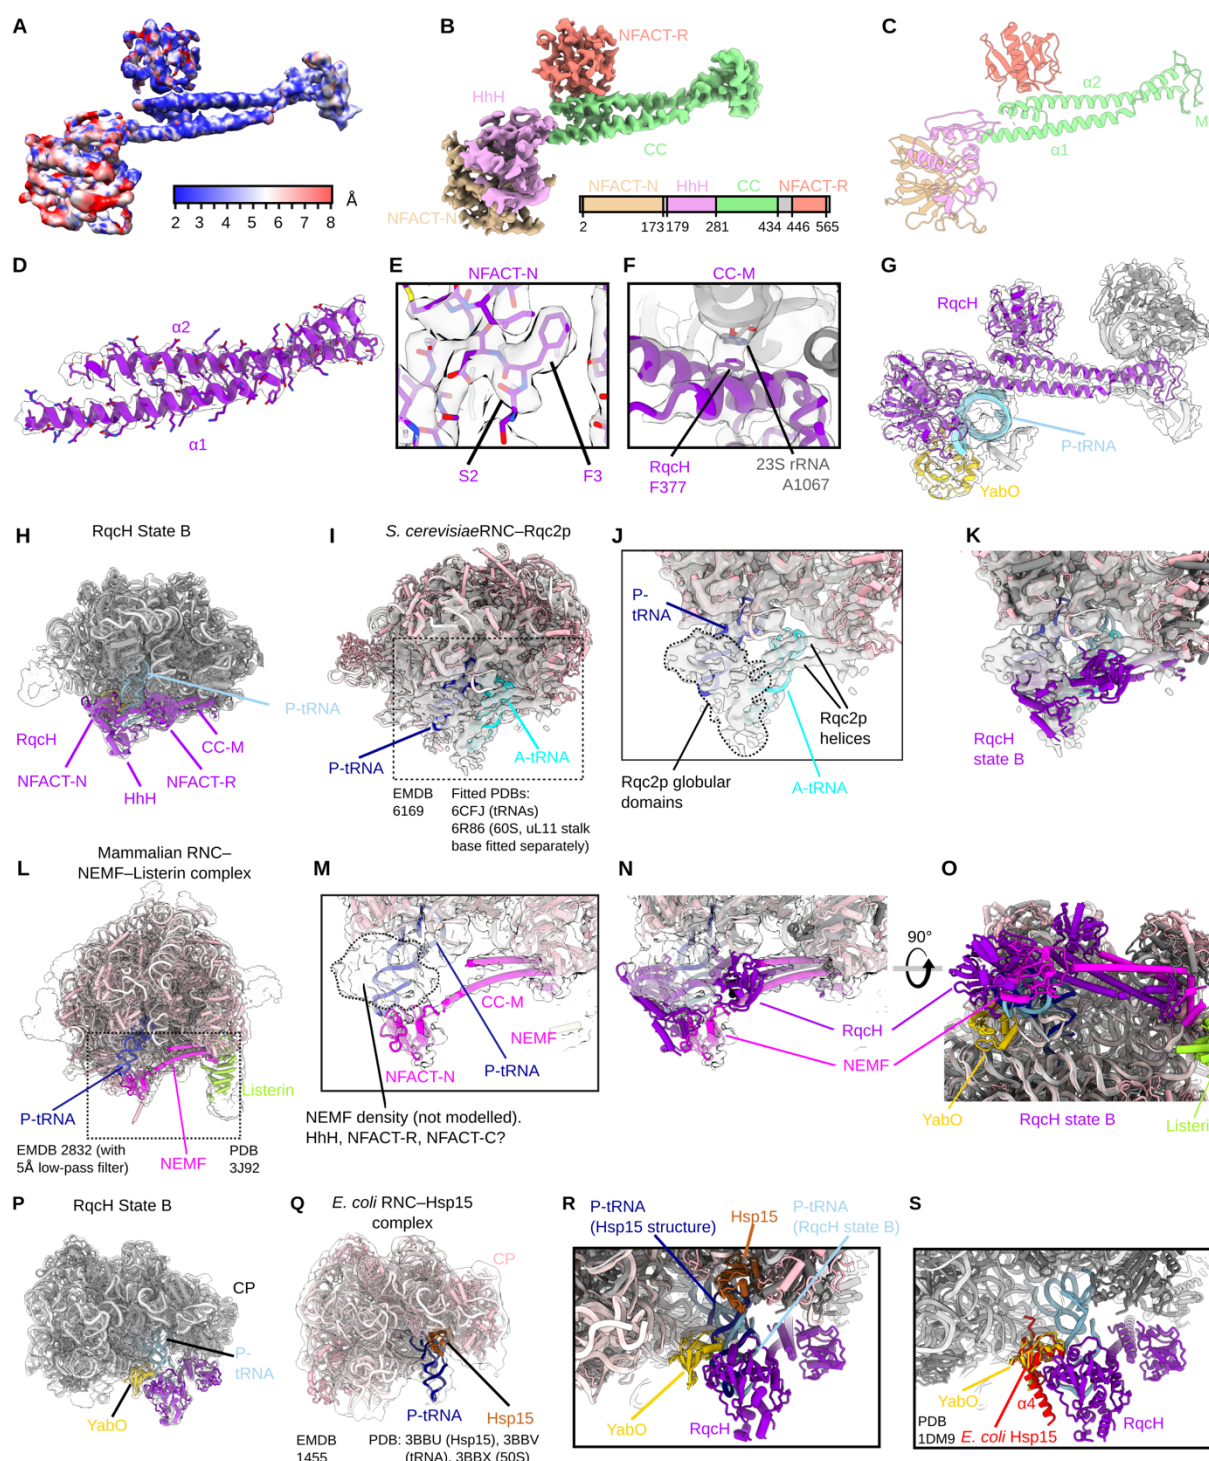 A
2 3 4 5 6 7 8
Å
B
NFACT-R
HhH
CC
NFACT-N
NFACT-N HhH CC NFACT-R
2 173 179 281 434 446 565
C
α2
α1
M
D
α2
α1
E
NFACT-N
S2 F3
F
CC-M
RqcH
F377
23S rRNA
A1067
G
RqcH
P-tRNA
YabO
H
RqcH State B
P-tRNA
RqcH
CC-M
NFACT-N
NFACT-R
HhH
I
S. cerevisiaeRNC–Rqc2p
P-tRNA
A-tRNA
EMDB
6169
Fitted PDBs:
6CFJ (tRNAs)
6R86 (60S, uL11 stalk
base fitted separately)
J
P-
tRNA
Rqc2p
helices
Rqc2p globular
domains
A-tRNA
K
RqcH
state B
L
Mammalian RNC–
NEMF–Listerin complex
Listerin
P-tRNA
NEMF
EMDB 2832 (with
5Å low-pass filter)
PDB
3J92
M
CC-M
NEMF
P-tRNA
NFACT-N
NEMF density (not modelled).
HhH, NFACT-R, NFACT-C?
N
RqcH
NEMF
90°
O
YabO
RqcH state B
Listeri
P
RqcH State B
CP
P-
tRNA
YabO
Q
E. coli RNC–Hsp15
complex
CP
P-tRNA
Hsp15
EMDB
1455
PDB: 3BBU (Hsp15), 3BBV
(tRNA), 3BBX (50S)
R
P-tRNA
(Hsp15 structure)
Hsp15
P-tRNA
(RqcH state B)
YabO
RqcH
S
YabO
α4
RqcH
PDB
1DM9
E. coli Hsp15